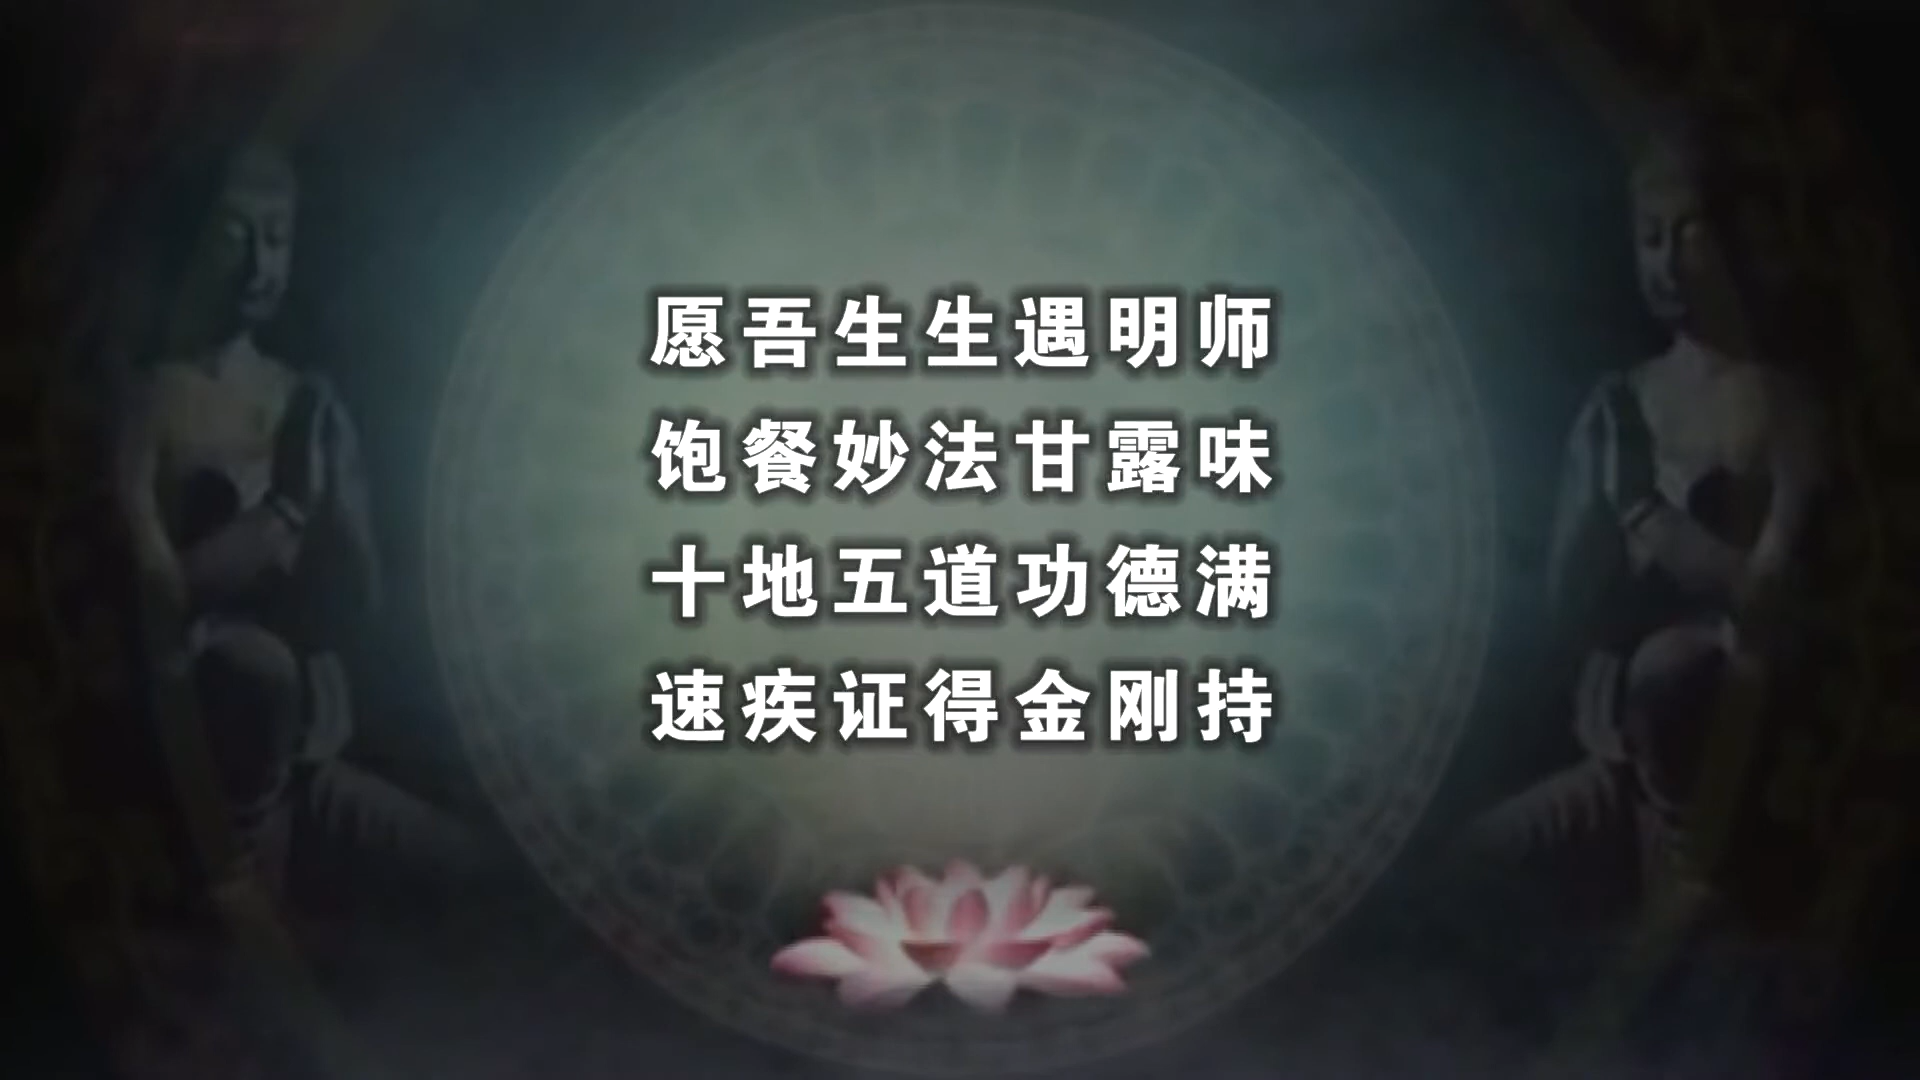 愿吾生生遇明师
饱餐妙法甘露味
十地五道功德满
速疾证得金刚持